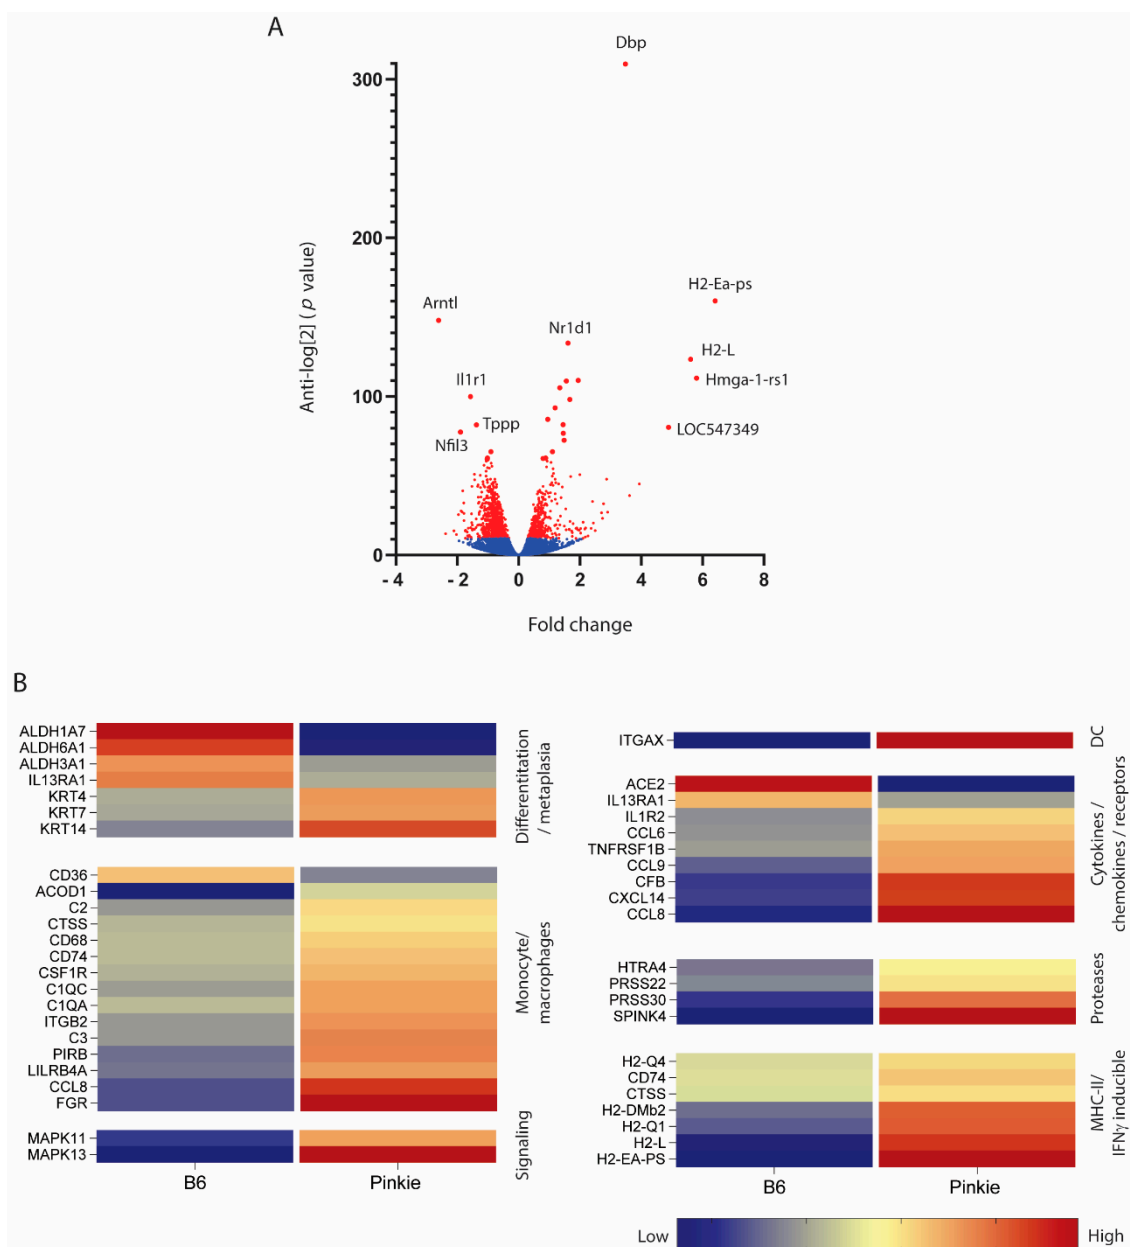 A
Dbp
300
H2-Ea-ps
200
Arntl
Nr1d1
H2-L
Il1r1
Hmga-1-rs1
100
Tppp
LOC547349
Nfil3
0
Anti-log[2] ( p value)
- 4
- 2
0
2
4
6
8
Fold change
B
ALDH1A7
ALDH6A1
ALDH3A1
IL13RA1
KRT4
KRT7
KRT14
Differentitation
/ metaplasia
CD36
ACOD1
C2
CTSS
CD68
CD74
CSF1R
C1QC
C1QA
ITGB2
C3
PIRB
LILRB4A
CCL8
FGR
Monocyte/
macrophages
MAPK11
MAPK13
Signaling
B6
Pinkie
ITGAX
DC
ACE2
IL13RA1
IL1R2
CCL6
TNFRSF1B
CCL9
CFB
CXCL14
CCL8
Cytokines /
chemokines / receptors
HTRA4
PRSS22
PRSS30
SPINK4
Proteases
H2-Q4
CD74
CTSS
H2-DMb2
H2-Q1
H2-L
H2-EA-PS
MHC-II/
IFNγ inducible
B6
Pinkie
Low
High